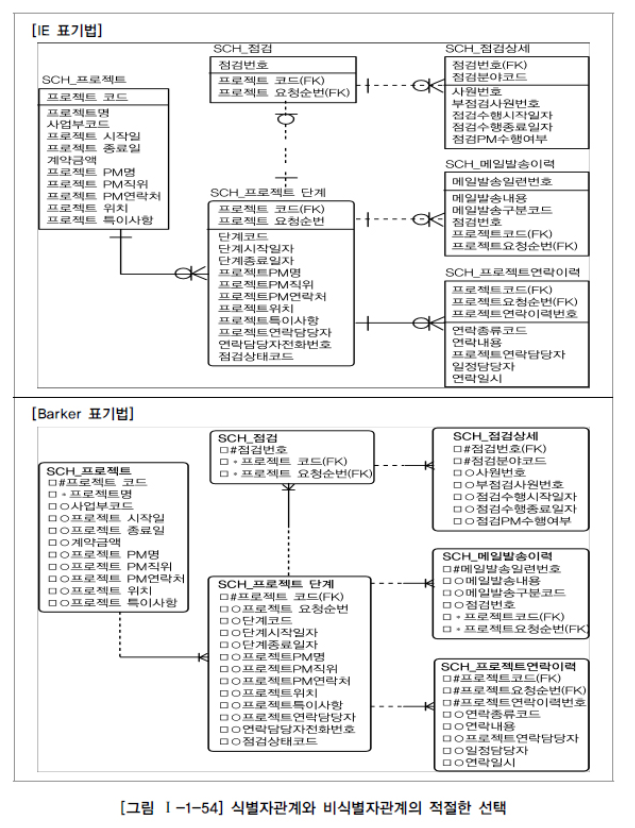 [IE 표기법]
SCH_프로젝트
프로젝트 코드
프로젝트명
사업부코드
프로젝트 시작일
프로젝트 종료일
계약금액
프로젝트 PM명
프로젝트 PM직위
프로젝트 PM연락처
프로젝트 위치
프로젝트 특이사항
SCH_점검
점검번호
프로젝트 코드(FK)
프로젝트 요청순번(FK)
SCH_프로젝트 단계
프로젝트 코드(FK)
프로젝트 요청순번
단계코드
단계시작일자
단계종료일자
프로젝트PM명
프로젝트PM직위
프로젝트PM연락처
프로젝트위치
프로젝트특이사항
프로젝트연락담당자
연락담당자전화번호
점검상태코드
SCH_점검상세
점검번호(FK)
점검분야코드
사원번호
부점검사원번호
점검수행시작일자
점검수행종료일자
점검PM수행여부
SCH_메일발송이력
메일발송일련번호
메일발송내용
메일발송구분코드
점검번호
프로젝트코드(FK)
프로젝트요청순번(FK)
SCH_프로젝트연락이력
프로젝트코드(FK)
프로젝트요청순번(FK)
프로젝트연락이력번호
연락종류코드
연락내용
프로젝트연락담당자
일정담당자
연락일시
[Barker 표기법]
SCH_프로젝트
□#프로젝트 코드
□*프로젝트명
□○사업부코드
□○프로젝트 시작일
□○프로젝트 종료일
□○계약금액
□○프로젝트 PM명
□○프로젝트 PM직위
□○프로젝트 PM연락처
□○프로젝트 위치
□○프로젝트 특이사항
SCH_점검
□#점검번호
□*프로젝트 코드(FK)
□*프로젝트 요청순번(FK)
SCH_프로젝트 단계
□#프로젝트 코드(FK)
□○프로젝트 요청순번
□○단계코드
□○단계시작일자
□○단계종료일자
□○프로젝트PM명
□○프로젝트PM직위
□○프로젝트PM연락처
□○프로젝트위치
□○프로젝트특이사항
□○프로젝트연락담당자
□○연락담당자전화번호
□○점검상태코드
SCH_점검상세
□#점검번호(FK)
□#점검분야코드
□○사원번호
□○부점검사원번호
□○점검수행시작일자
□○점검수행종료일자
□○점검PM수행여부
SCH_메일발송이력
□#메일발송일련번호
□○메일발송내용
□○메일발송구분코드
□○점검번호
□*프로젝트코드(FK)
□*프로젝트요청순번(FK)
SCH_프로젝트연락이력
□#프로젝트코드(FK)
□#프로젝트요청순번(FK)
□#프로젝트연락이력번호
□○연락종류코드
□○연락내용
□○프로젝트연락담당자
□○일정담당자
□○연락일시
[그림 Ⅰ-1-54] 식별자관계와 비식별자관계의 적절한 선택